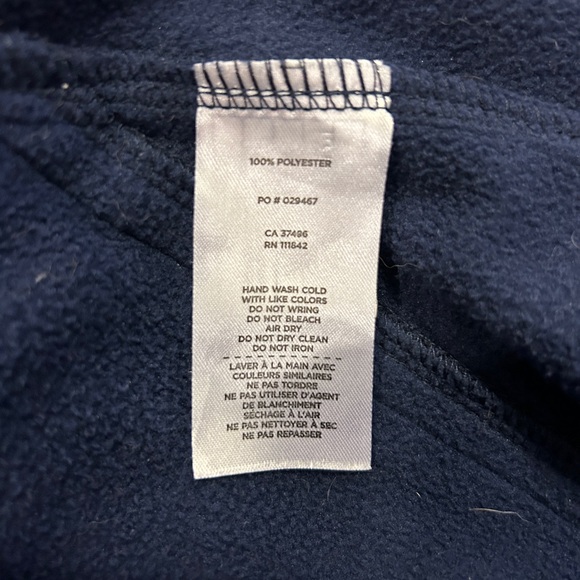 100% POLYESTER
PO # 029467
CA 37496
RN 111642
HAND WASH COLD
WITH LIKE COLORS
DO NOT WRING
DO NOT BLEACH
AIR DRY
DO NOT DRY CLEAN
DO NOT IRON
LAVER À LA MAIN AVEC
COULEURS SIMILAIRES
NE PAS TORDRE
NE PAS UTILISER D'AGENT
DE BLANCHIMENT
SÉCHAGE À L'AIR
NE PAS NETTOYER À SEC
NE PAS REPASSER